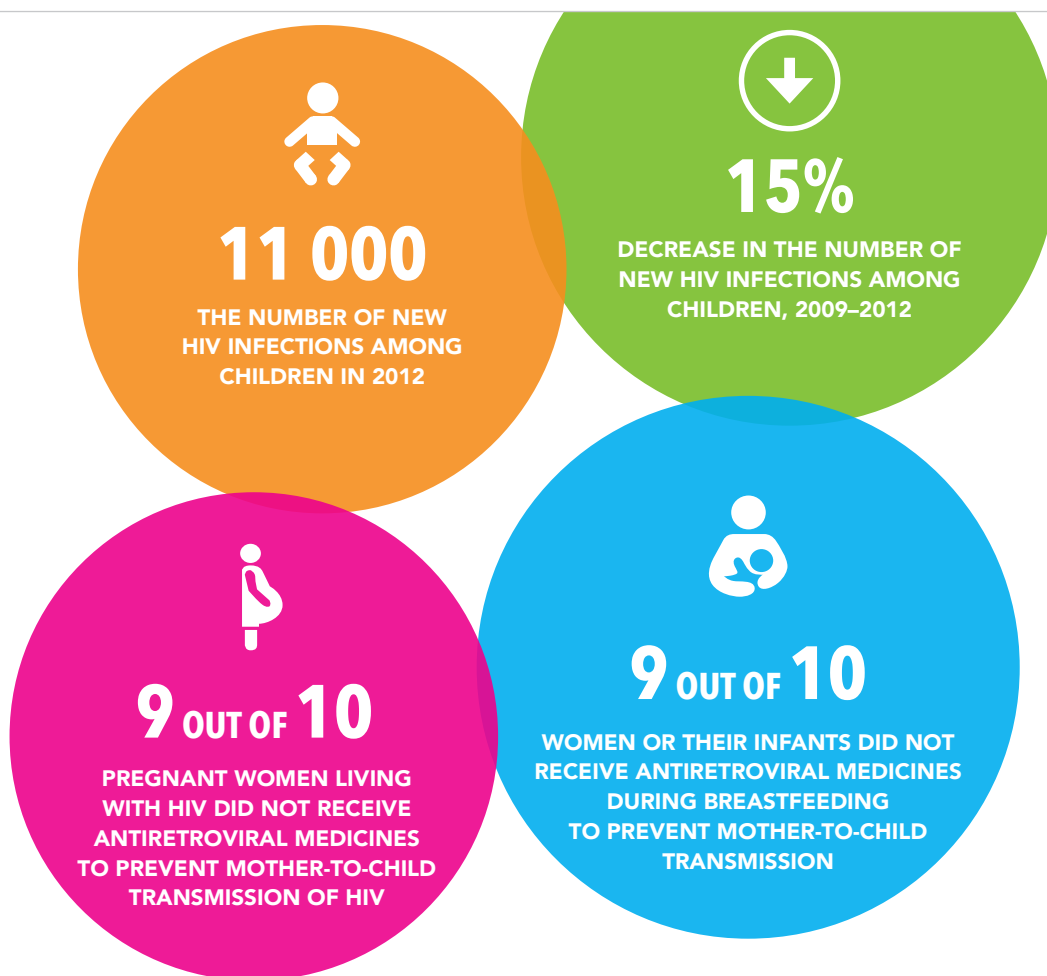 11 000
THE NUMBER OF NEW
HIV INFECTIONS AMONG
CHILDREN IN 2012
15%
DECREASE IN THE NUMBER OF
NEW HIV INFECTIONS AMONG
CHILDREN, 2009–2012
9 OUT OF 10
PREGNANT WOMEN LIVING
WITH HIV DID NOT RECEIVE
ANTIRETROVIRAL MEDICINES
TO PREVENT MOTHER-TO-CHILD
TRANSMISSION OF HIV
9 OUT OF 10
WOMEN OR THEIR INFANTS DID NOT
RECEIVE ANTIRETROVIRAL MEDICINES
DURING BREASTFEEDING
TO PREVENT MOTHER-TO-CHILD
TRANSMISSION